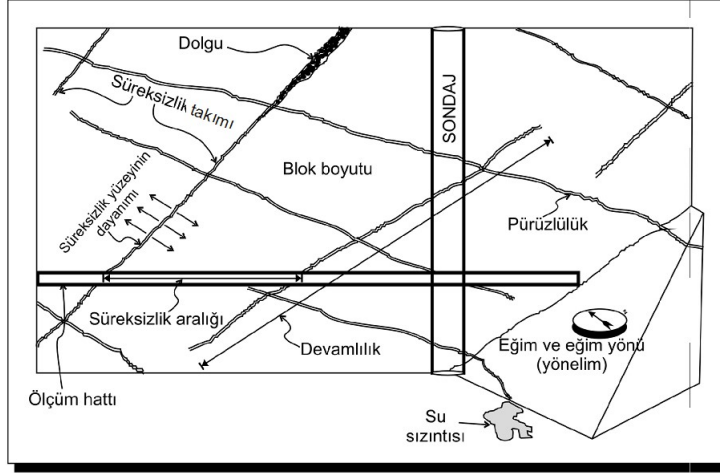 Dolgu
Süreksizlik takımı
SONDAJ
Blok boyutu
Süreksizlik yüzeyinin
dayanımı
Pürüzlülük
Süreksizlik aralığı
Devamlılık
Eğim ve eğim yönü
(yönelim)
Ölçüm hattı
Su
sızıntısı